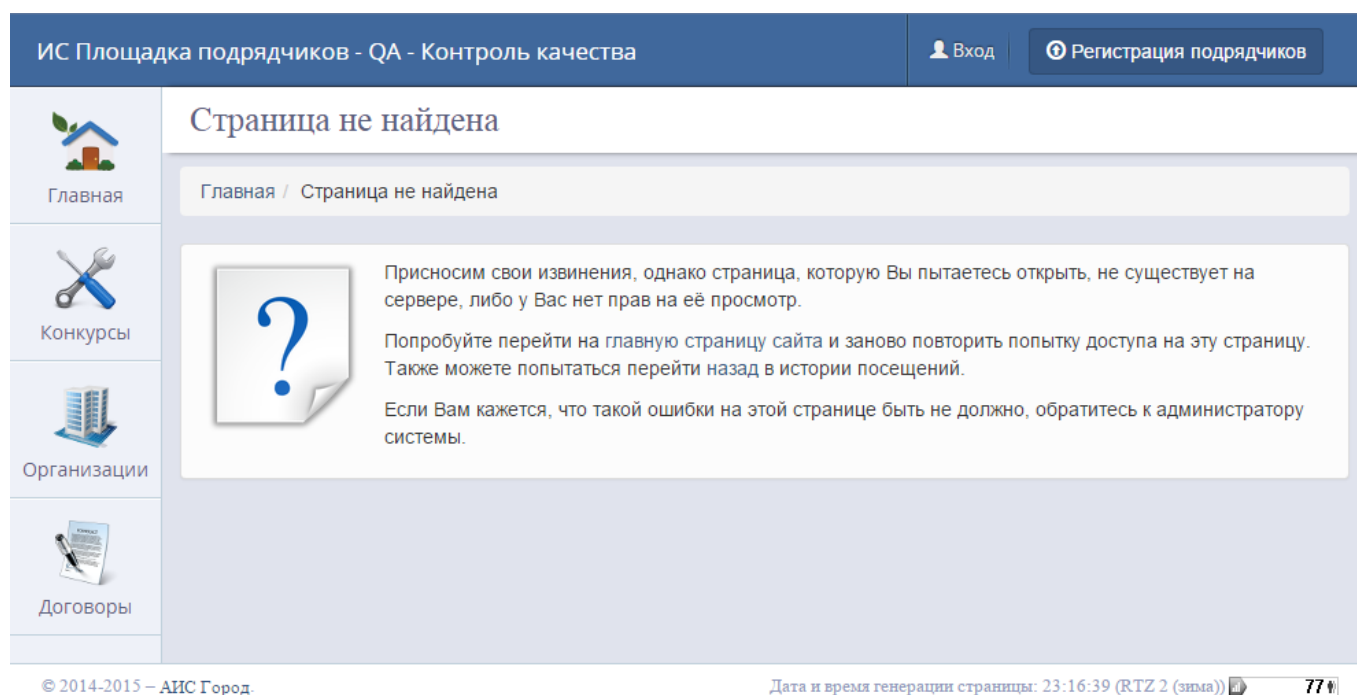 ИС Площадка подрядчиков - QA - Контроль качества
Вход
Регистрация подрядчиков
Главная
Конкурсы
Организации
Договоры
Страница не найдена
Главная / Страница не найдена
Присносим свои извинения, однако страница, которую Вы пытаетесь открыть, не существует на
сервере, либо у Вас нет прав на её просмотр.
Попробуйте перейти на главную страницу сайта и заново повторить попытку доступа на эту страницу.
Также можете попытаться перейти назад в истории посещений.
Если Вам кажется, что такой ошибки на этой странице быть не должно, обратитесь к администратору
системы.
© 2014-2015 – АИС Город.
Дата и время генерации страницы: 23:16:39 (RTZ 2 (зима))
77